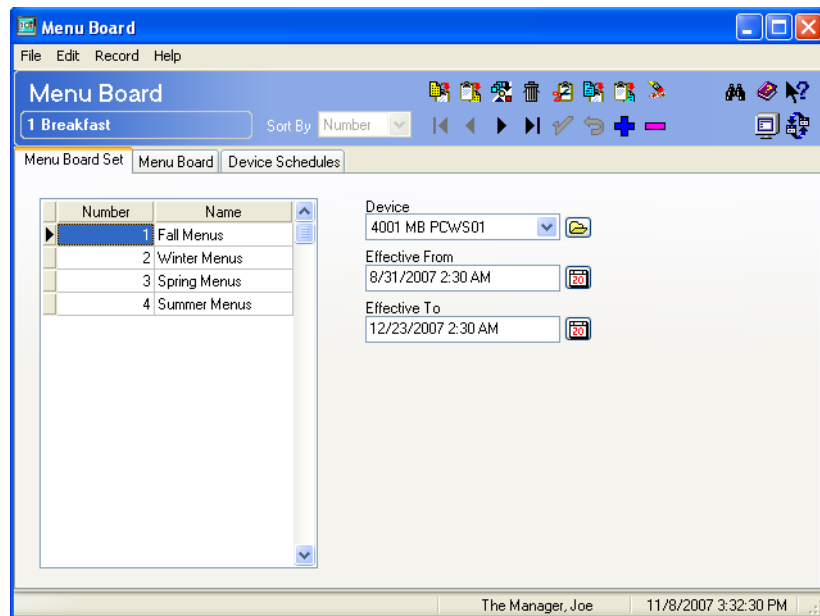 Menu Board
File Edit Record Help
Menu Board
1 Breakfast
Sort By Number
Menu Board Set Menu Board Device Schedules
Number Name
1 Fall Menus
2 Winter Menus
3 Spring Menus
4 Summer Menus
Device
4001 MB PCWS01
Effective From
8/31/2007 2:30 AM
20
Effective To
12/23/2007 2:30 AM
20
The Manager, Joe 11/8/2007 3:32:30 PM